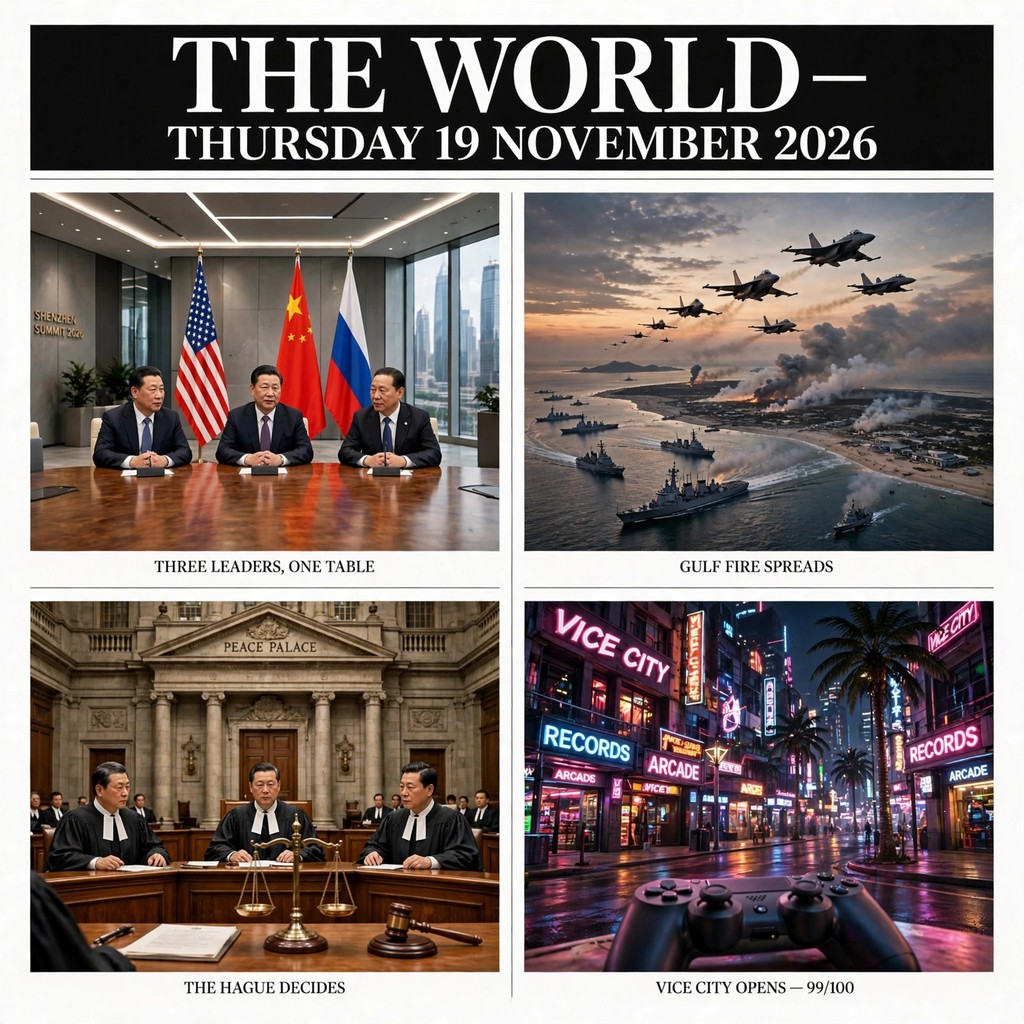 THE WORLD—
THURSDAY 19 NOVEMBER 2026
SHENZHEN
SUMMIT 2026
THREE LEADERS, ONE TABLE
GULF FIRE SPREADS
PEACE PALACE
THE HAGUE DECIDES
VICE CITY
VICE CITY
RECORDS
ARCADE
ARCADS
RECORDS
ARCADE
VICE CITY OPENS — 99/100